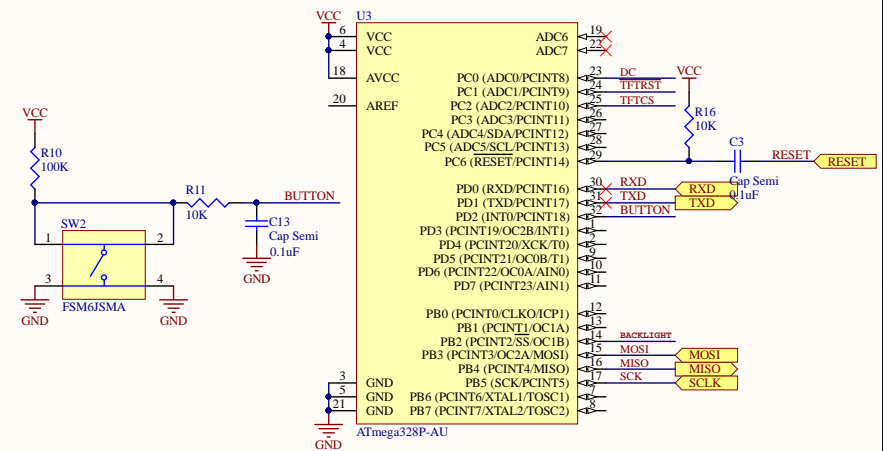 VCC
U3
6 VCC
4 VCC
18 AVCC
20 AREF
3 GND
5 GND
21 GND
GND
ADC6 19
ADC7 22
PC0 (ADC0/PCINT8) 23 DC
PC1 (ADC1/PCINT9) 24 TFTRST
PC2 (ADC2/PCINT10) 25 TFTCS
PC3 (ADC3/PCINT11) 26
PC4 (ADC4/SDA/PCINT12) 27
PC5 (ADC5/SCL/PCINT13) 28
PC6 (RESET/PCINT14) 29
PD0 (RXD/PCINT16) 30 RXD RXD
PD1 (TXD/PCINT17) 31 TXD TXD
PD2 (INT0/PCINT18) 32 BUTTON
PD3 (PCINT19/OC2B/INT1) 1
PD4 (PCINT20/XCK/T0) 2
PD5 (PCINT21/OC0B/T1) 9
PD6 (PCINT22/OC0A/AIN0) 10
PD7 (PCINT23/AIN1) 11
PB0 (PCINT0/CLKO/ICP1) 12
PB1 (PCINT1/OC1A) 13
PB2 (PCINT2/SS/OC1B) 14 BACKLIGHT
PB3 (PCINT3/OC2A/MOSI) 15 MOSI MOSI
PB4 (PCINT4/MISO) 16 MISO MISO
PB5 (SCK/PCINT5) 17 SCK SCLK
PB6 (PCINT6/XTAL1/TOSC1) 7
PB7 (PCINT7/XTAL2/TOSC2) 8
ATmega328P-AU
VCC
R16
10K
C3
Cap Semi
0.1uF
RESET RESET
VCC
R10
100K
R11
10K
BUTTON
C13
Cap Semi
0.1uF
GND
SW2
1 2
3 4
FSM6JSMA
GND
GND